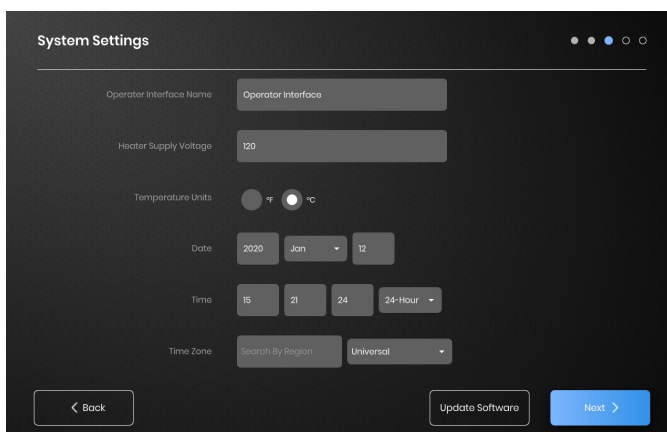 System Settings
Operater Interface Name Operator Interface
Heater Supply Voltage 120
Temperature Units °F °C
Date 2020 Jan 12
Time 15 21 24 24-Hour
Time Zone Search By Region Universal
Back Update Software Next